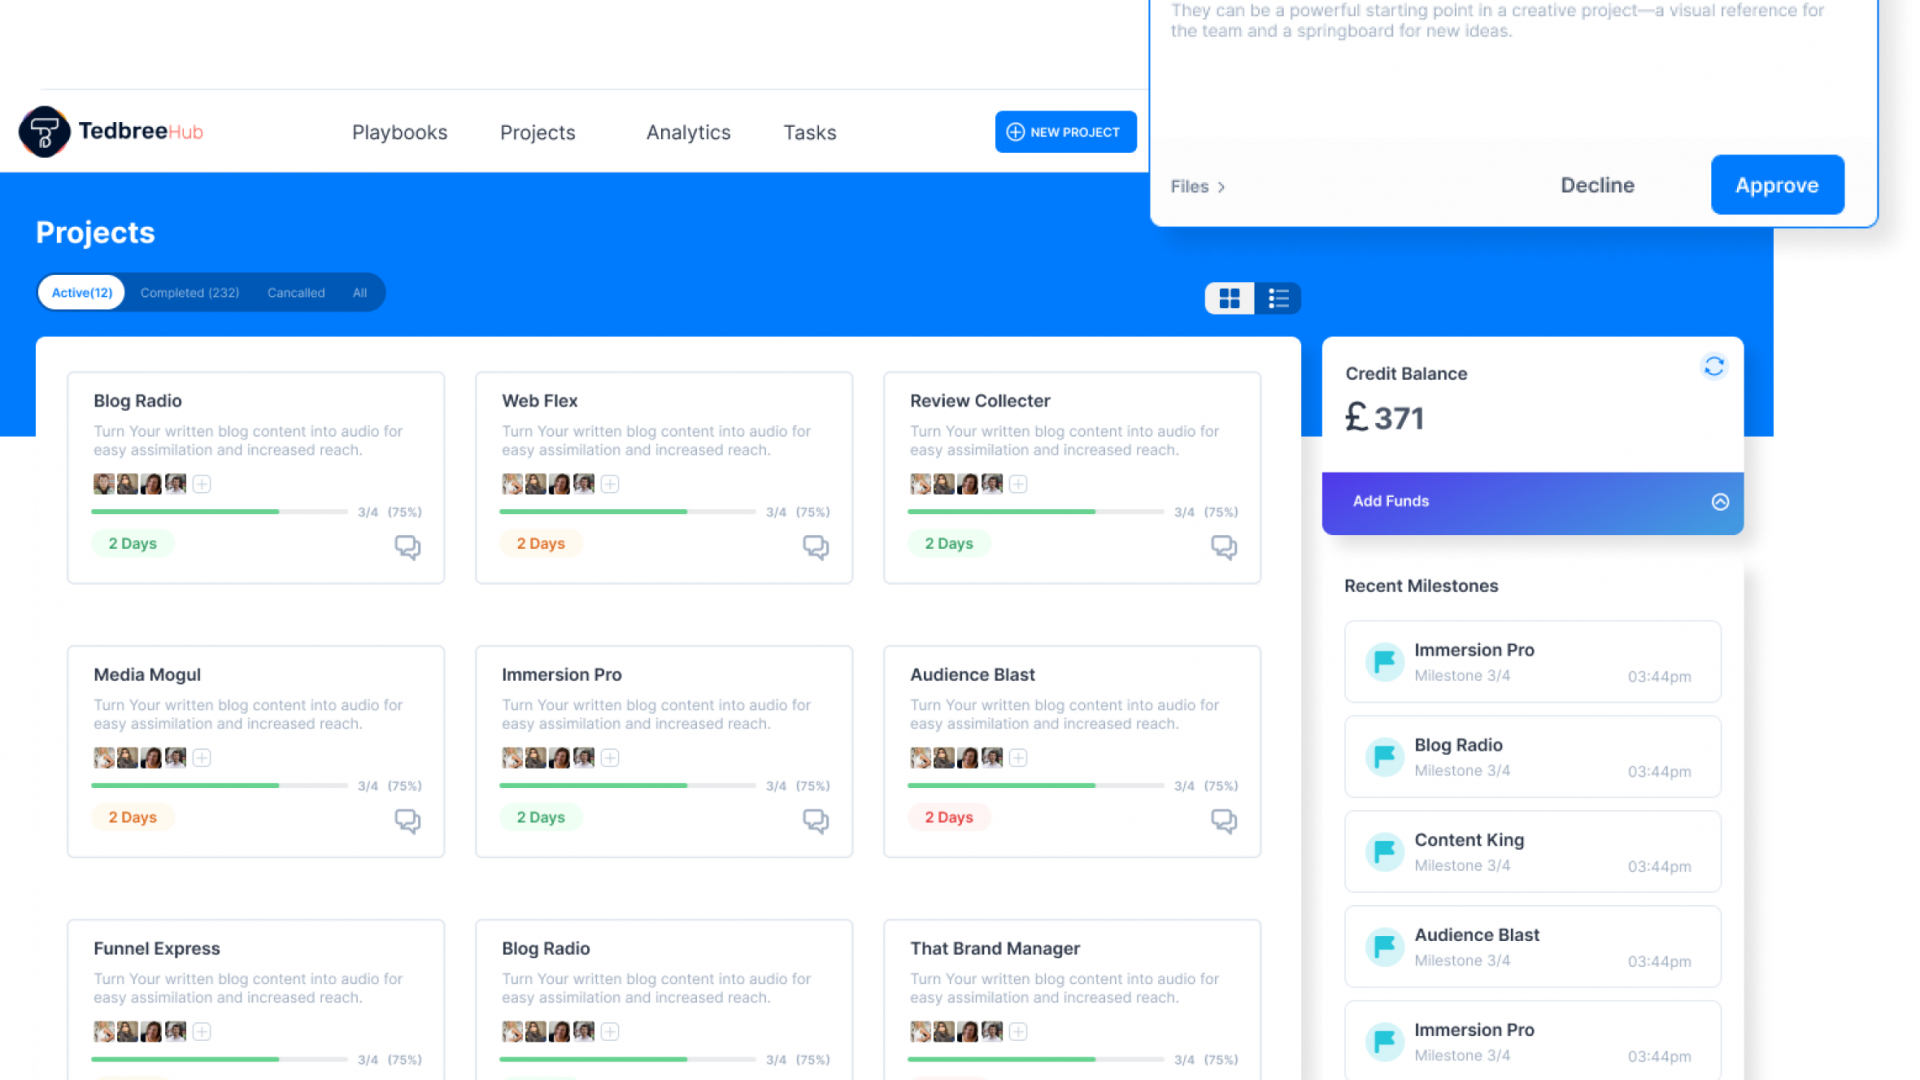 They can be a powerful starting point in a creative project—a visual reference for
the team and a springboard for new ideas.
Files
Decline
Approve
TedbreeHub
Playbooks
Projects
Analytics
Tasks
NEW PROJECT
Projects
Active(12)
Completed (232)
Cancalled
All
Blog Radio
Turn Your written blog content into audio for
easy assimilation and increased reach.
3/4 (75%)
2 Days
Web Flex
Turn Your written blog content into audio for
easy assimilation and increased reach.
3/4 (75%)
2 Days
Review Collecter
Turn Your written blog content into audio for
easy assimilation and increased reach.
3/4 (75%)
2 Days
Media Mogul
Turn Your written blog content into audio for
easy assimilation and increased reach.
3/4 (75%)
2 Days
Immersion Pro
Turn Your written blog content into audio for
easy assimilation and increased reach.
3/4 (75%)
2 Days
Audience Blast
Turn Your written blog content into audio for
easy assimilation and increased reach.
3/4 (75%)
2 Days
Funnel Express
Turn Your written blog content into audio for
easy assimilation and increased reach.
3/4 (75%)
Blog Radio
Turn Your written blog content into audio for
easy assimilation and increased reach.
3/4 (75%)
That Brand Manager
Turn Your written blog content into audio for
easy assimilation and increased reach.
3/4 (75%)
Credit Balance
£ 371
Add Funds
Recent Milestones
Immersion Pro
Milestone 3/4
03:44pm
Blog Radio
Milestone 3/4
03:44pm
Content King
Milestone 3/4
03:44pm
Audience Blast
Milestone 3/4
03:44pm
Immersion Pro
Milestone 3/4
03:44pm